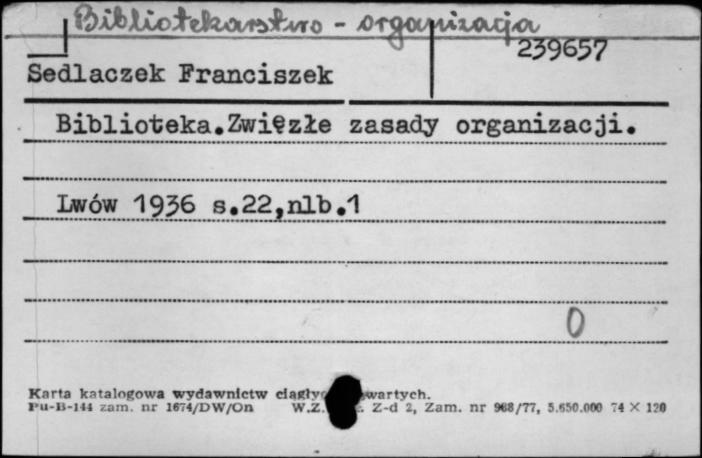 Bibliotekarstwo - organizacja
239657
Sedlaczek Franciszek
Biblioteka.Zwięzłe zasady organizacji.
Lwów 1936 s.22,nlb.1
0
Karta katalogowa wydawnictw ciągły wartych.
Pu-B-144 zam. nr 1674/DW/On W.Z. Z-d 2, Zam. nr 968/77, 5.650.000 74 X 120